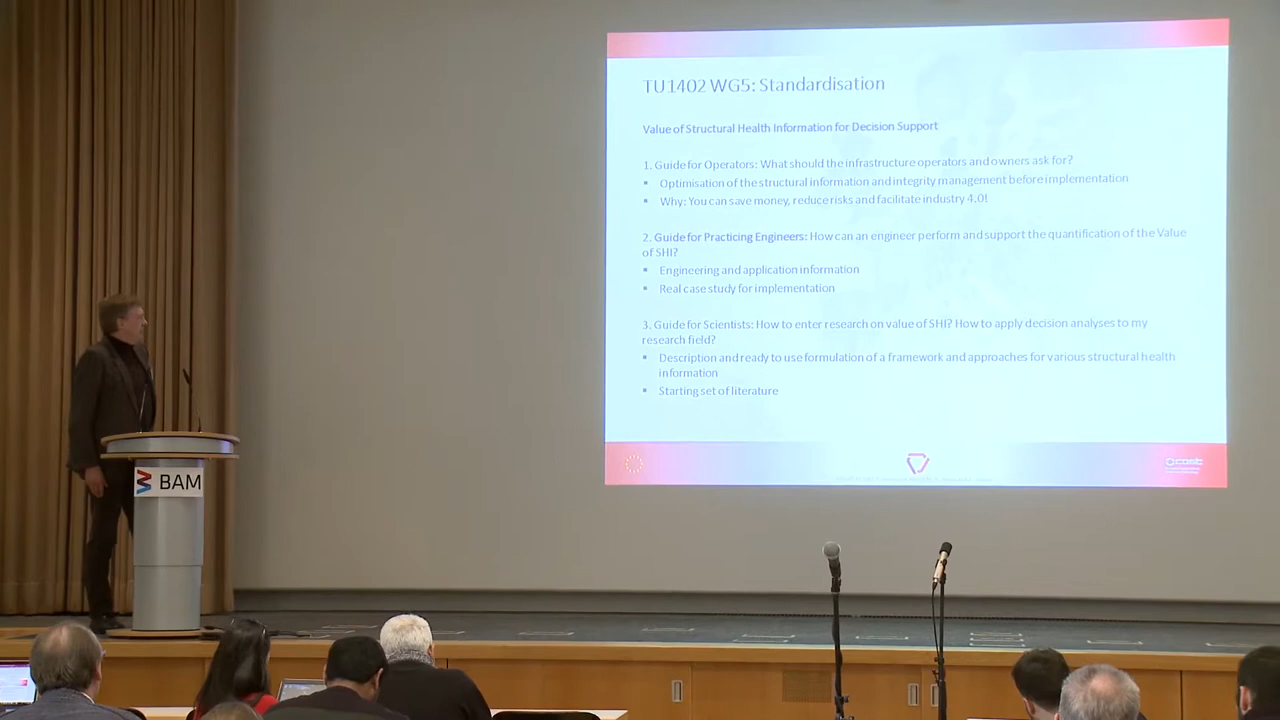 TU1402 WG5: Standardisation
Value of Structural Health Information for Decision Support
1. Guide for Operators: What should the infrastructure operators and owners ask for?
▪ Optimisation of the structural information and integrity management before implementation
▪ Why: You can save money, reduce risks and facilitate industry 4.0!
2. Guide for Practicing Engineers: How can an engineer perform and support the quantification of the Value
of SHI?
▪ Engineering and application information
▪ Real case study for implementation
3. Guide for Scientists: How to enter research on value of SHI? How to apply decision analyses to my
research field?
▪ Description and ready to use formulation of a framework and approaches for various structural health
information
▪ Starting set of literature
cost
BAM